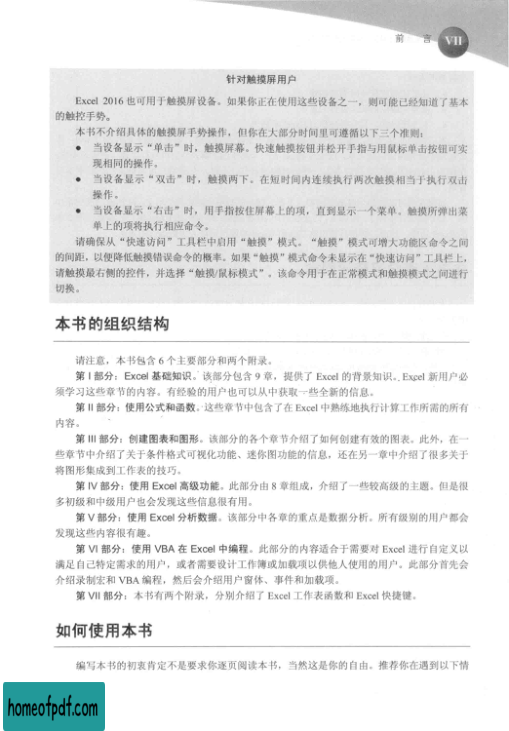 前 言 VII
针对触摸屏用户
Excel 2016 也可用于触摸屏设备。如果你正在使用这些设备之一，则可能已经知道了基本
的触控手势。
本书不介绍具体的触摸屏手势操作，但你在大部分时间里可遵循以下三个准则：
● 当设备显示“单击”时，触摸屏幕。快速触摸按钮并松开手指与用鼠标单击按钮可实
现相同的操作。
● 当设备显示“双击”时，触摸两下。在短时间内连续执行两次触摸相当于执行双击
操作。
● 当设备显示“右击”时，用手指按住屏幕上的项，直到显示一个菜单。触摸所弹出菜
单上的项将执行相应命令。
请确保从“快速访问”工具栏中启用“触摸”模式。“触摸”模式可增大功能区命令之间
的间距，以便降低触摸错误命令的概率。如果“触摸”模式命令未显示在“快速访问”工具栏上，
请触摸最右侧的控件，并选择“触摸/鼠标模式”。该命令用于在正常模式和触摸模式之间进行
切换。
本书的组织结构
请注意，本书包含 6 个主要部分和两个附录。
第 I 部分：Excel 基础知识。该部分包含 9 章，提供了 Excel 的背景知识。Excel 新用户必
须学习这些章节的内容。有经验的用户也可以从中获取一些全新的信息。
第 II 部分：使用公式和函数。这些章节中包含了在 Excel 中熟练地执行计算工作所需的所有
内容。
第 III 部分：创建图表和图形。该部分的各个章节介绍了如何创建有效的图表。此外，在一
些章节中介绍了关于条件格式可视化功能、迷你图功能的信息，还在另一章中介绍了很多关于
将图形集成到工作表的技巧。
第 IV 部分：使用 Excel 高级功能。此部分由 8 章组成，介绍了一些较高级的主题。但是很
多初级和中级用户也会发现这些信息很有用。
第 V 部分：使用 Excel 分析数据。该部分中各章的重点是数据分析。所有级别的用户都会
发现这些内容很有趣。
第 VI 部分：使用 VBA 在 Excel 中编程。此部分的内容适合于需要对 Excel 进行自定义以
满足自己特定需求的用户，或者需要设计工作簿或加载项以供他人使用的用户。此部分首先会
介绍录制宏和 VBA 编程，然后会介绍用户窗体、事件和加载项。
第 VII 部分：本书有两个附录，分别介绍了 Excel 工作表函数和 Excel 快捷键。
如何使用本书
编写本书的初衷肯定不是要求你逐页阅读本书，当然这是你的自由。推荐你在遇到以下情
homeofpdf.com